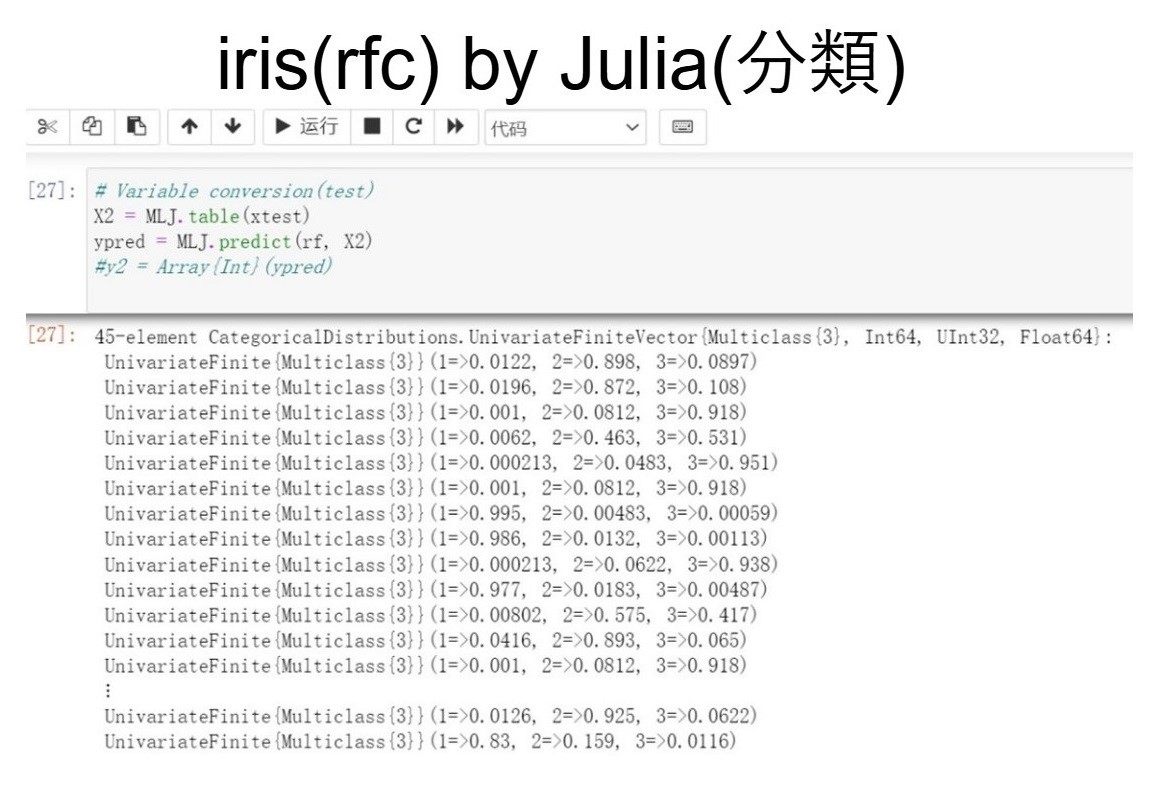 iris(rfc) by Julia(分類)
运行 代码
[27]: # Variable conversion(test)
X2 = MLJ.table(xtest)
ypred = MLJ.predict(rf, X2)
#y2 = Array{Int}(ypred)
[27]: 45-element CategoricalDistributions.UnivariateFiniteVector{Multiclass{3}, Int64, UInt32, Float64}:
UnivariateFinite{Multiclass{3}}(1=>0.0122, 2=>0.898, 3=>0.0897)
UnivariateFinite{Multiclass{3}}(1=>0.0196, 2=>0.872, 3=>0.108)
UnivariateFinite{Multiclass{3}}(1=>0.001, 2=>0.0812, 3=>0.918)
UnivariateFinite{Multiclass{3}}(1=>0.0062, 2=>0.463, 3=>0.531)
UnivariateFinite{Multiclass{3}}(1=>0.000213, 2=>0.0483, 3=>0.951)
UnivariateFinite{Multiclass{3}}(1=>0.001, 2=>0.0812, 3=>0.918)
UnivariateFinite{Multiclass{3}}(1=>0.995, 2=>0.00483, 3=>0.00059)
UnivariateFinite{Multiclass{3}}(1=>0.986, 2=>0.0132, 3=>0.00113)
UnivariateFinite{Multiclass{3}}(1=>0.000213, 2=>0.0622, 3=>0.938)
UnivariateFinite{Multiclass{3}}(1=>0.977, 2=>0.0183, 3=>0.00487)
UnivariateFinite{Multiclass{3}}(1=>0.00802, 2=>0.575, 3=>0.417)
UnivariateFinite{Multiclass{3}}(1=>0.0416, 2=>0.893, 3=>0.065)
UnivariateFinite{Multiclass{3}}(1=>0.001, 2=>0.0812, 3=>0.918)
⋮
UnivariateFinite{Multiclass{3}}(1=>0.0126, 2=>0.925, 3=>0.0622)
UnivariateFinite{Multiclass{3}}(1=>0.83, 2=>0.159, 3=>0.0116)